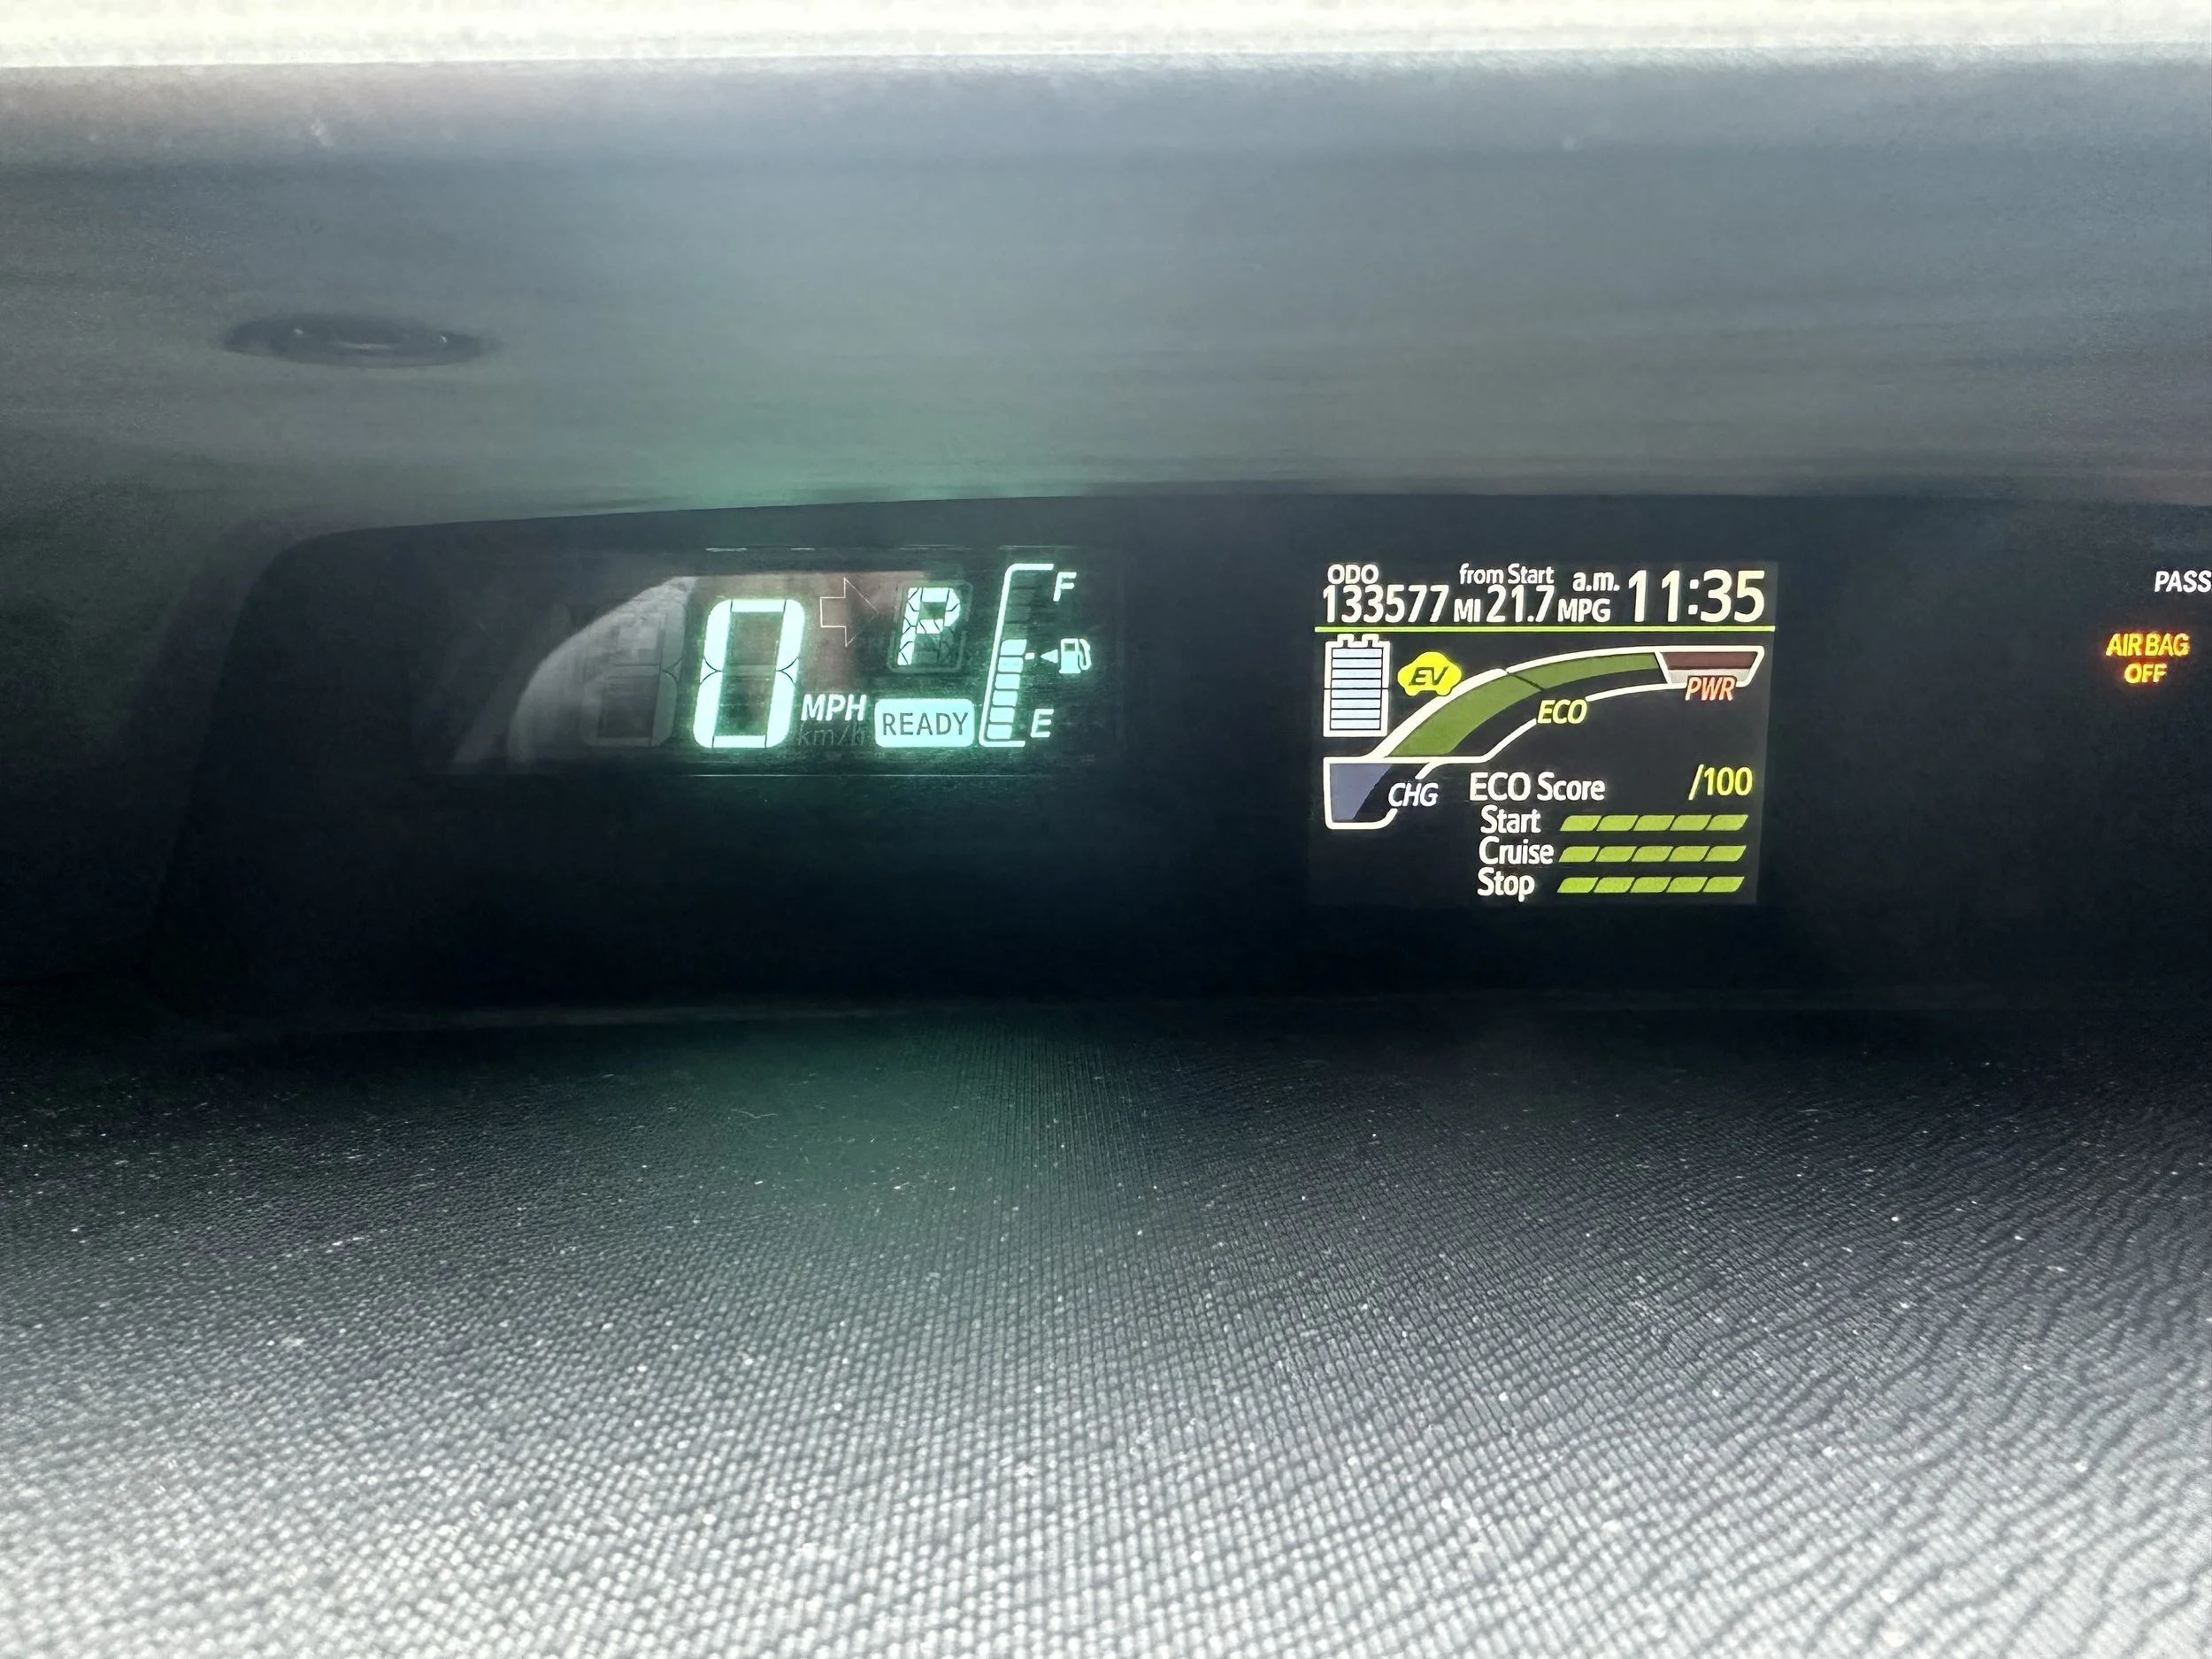 0 MPH
km/h
P
READY
F
E
ODO
133577 MI
from Start
21.7 MPG
a.m. 11:35
EV
PWR
ECO
CHG
ECO Score /100
Start
Cruise
Stop
PASS
AIR BAG
OFF